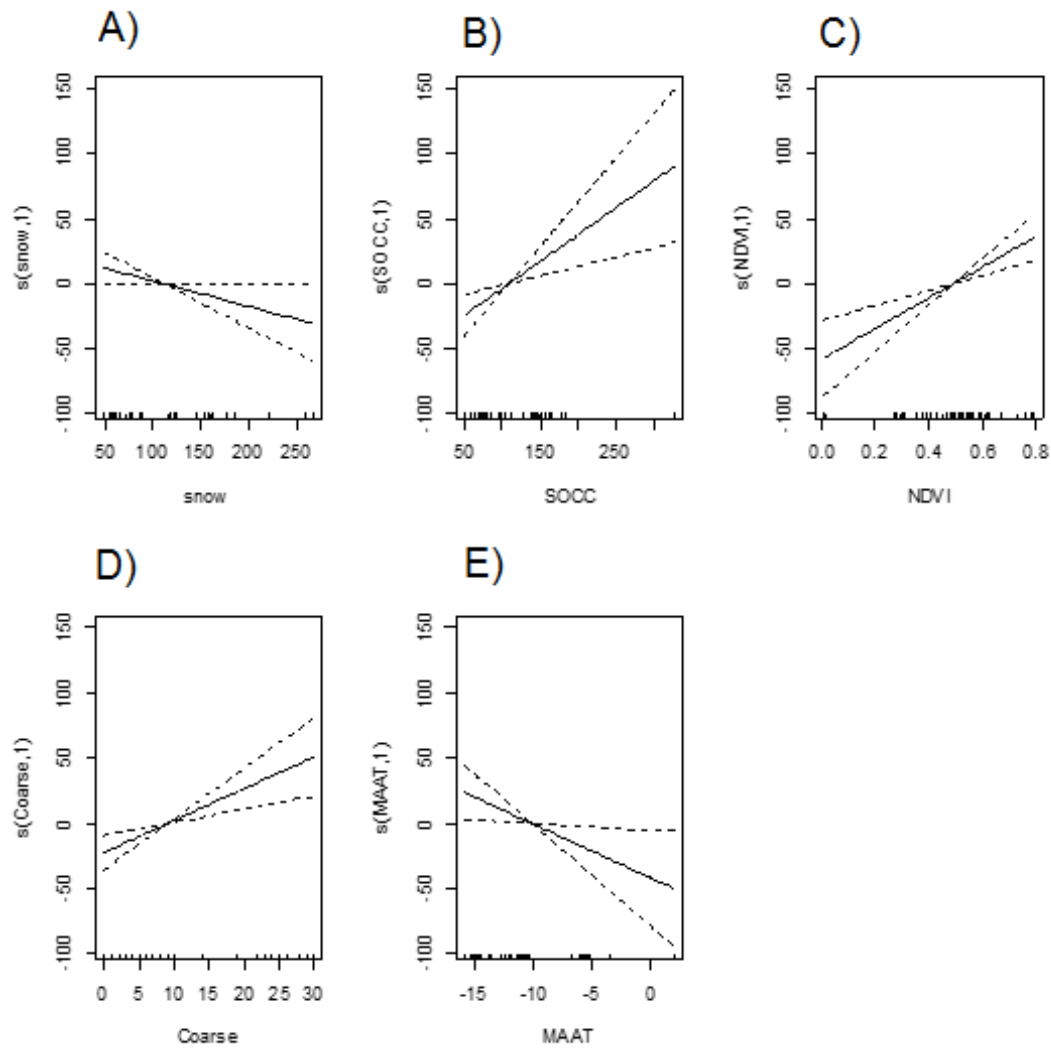 A)
B)
C)
s(snow,1)
150
100
50
0
-50
-100
50 100 150 200 250
snow
s(SOCC,1)
150
100
50
0
-50
-100
50 150 250
SOCC
s(NDVI,1)
150
100
50
0
-50
-100
0.0 0.2 0.4 0.6 0.8
NDVI
D)
E)
s(Coarse,1)
150
100
50
0
-50
-100
0 5 10 15 20 25 30
Coarse
s(MAAT,1)
150
100
50
0
-50
-100
-15 -10 -5 0
MAAT